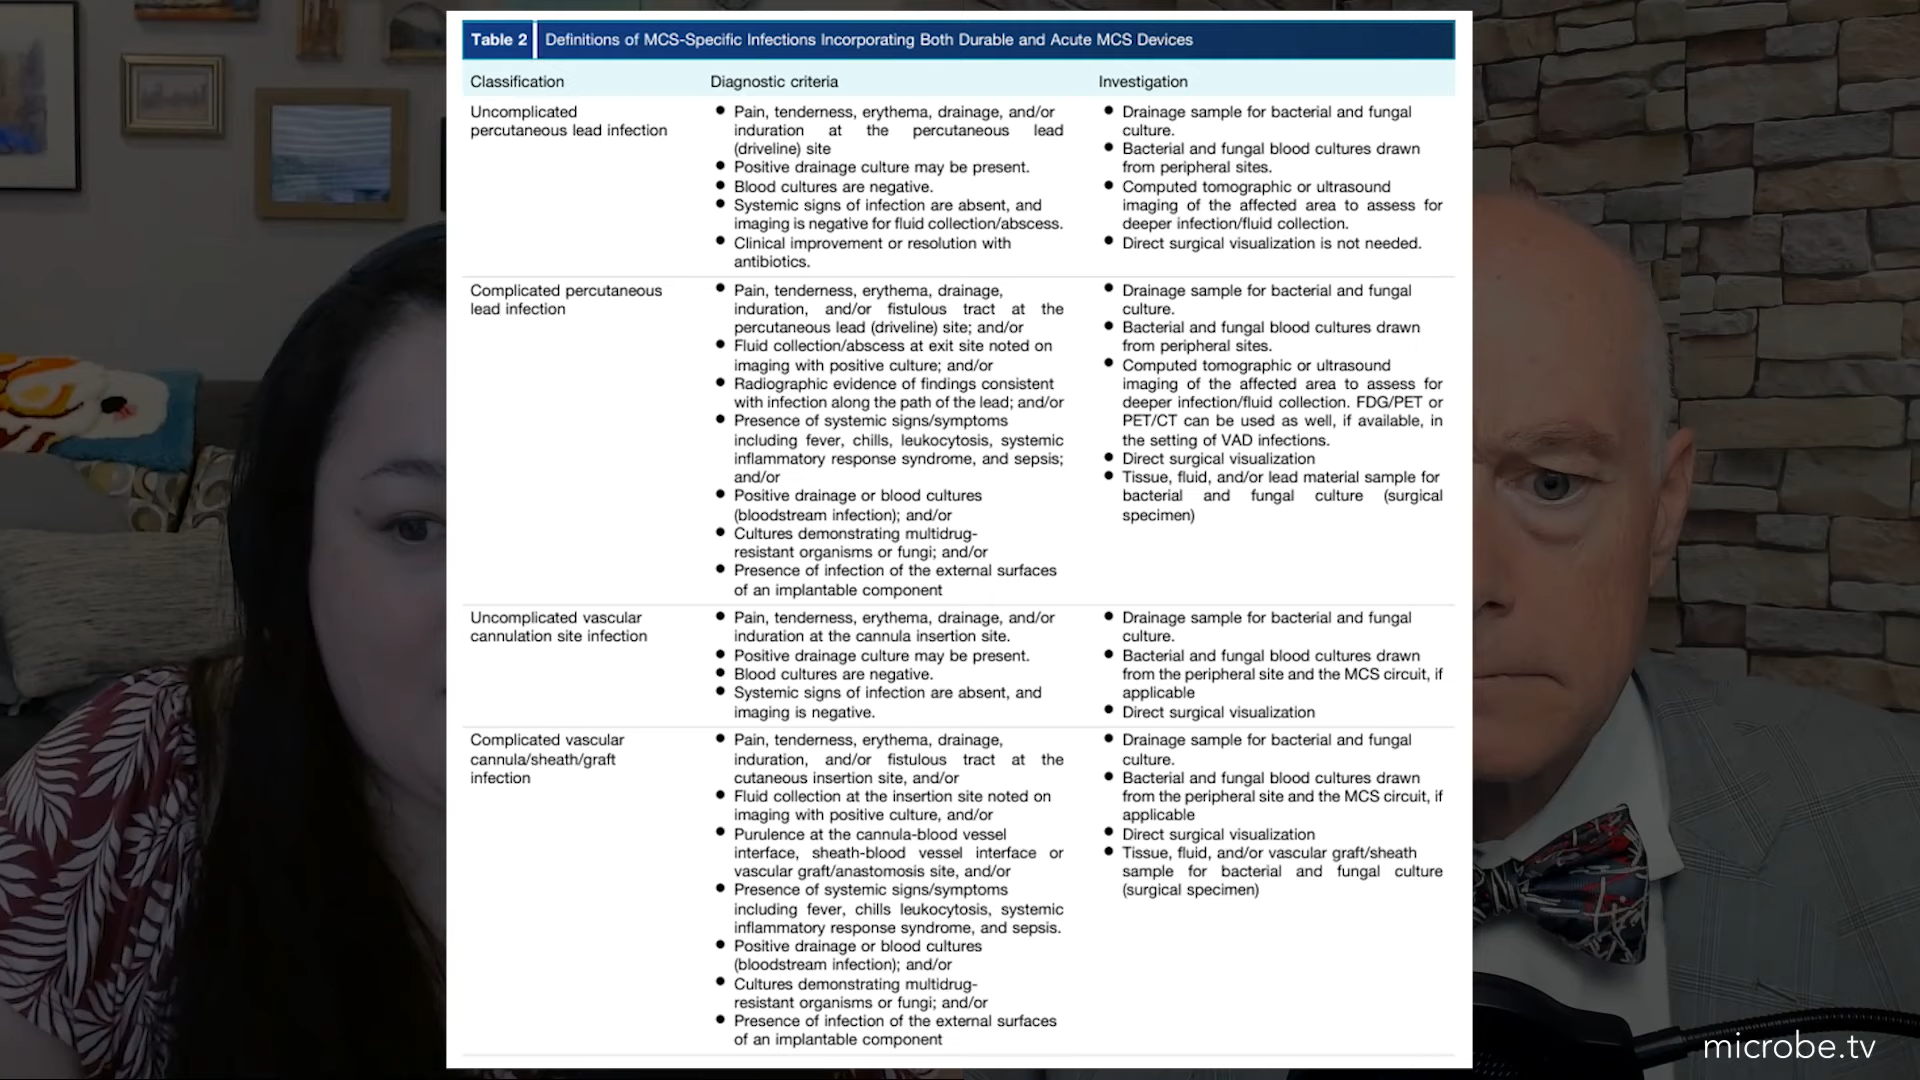 Table 2 Definitions of MCS-Specific Infections Incorporating Both Durable and Acute MCS Devices
Classification
Diagnostic criteria
Investigation
Uncomplicated
percutaneous lead infection
● Pain, tenderness, erythema, drainage, and/or
induration at the percutaneous lead
(driveline) site
● Positive drainage culture may be present.
● Blood cultures are negative.
● Systemic signs of infection are absent, and
imaging is negative for fluid collection/abscess.
● Clinical improvement or resolution with
antibiotics.
● Drainage sample for bacterial and fungal
culture.
● Bacterial and fungal blood cultures drawn
from peripheral sites.
● Computed tomographic or ultrasound
imaging of the affected area to assess for
deeper infection/fluid collection.
● Direct surgical visualization is not needed.
Complicated percutaneous
lead infection
● Pain, tenderness, erythema, drainage,
induration, and/or fistulous tract at the
percutaneous lead (driveline) site; and/or
● Fluid collection/abscess at exit site noted on
imaging with positive culture; and/or
● Radiographic evidence of findings consistent
with infection along the path of the lead; and/or
● Presence of systemic signs/symptoms
including fever, chills, leukocytosis, systemic
inflammatory response syndrome, and sepsis;
and/or
● Positive drainage or blood cultures
(bloodstream infection); and/or
● Cultures demonstrating multidrug-
resistant organisms or fungi; and/or
● Presence of infection of the external surfaces
of an implantable component
● Drainage sample for bacterial and fungal
culture.
● Bacterial and fungal blood cultures drawn
from peripheral sites.
● Computed tomographic or ultrasound
imaging of the affected area to assess for
deeper infection/fluid collection. FDG/PET or
PET/CT can be used as well, if available, in
the setting of VAD infections.
● Direct surgical visualization
● Tissue, fluid, and/or lead material sample for
bacterial and fungal culture (surgical
specimen)
Uncomplicated vascular
cannulation site infection
● Pain, tenderness, erythema, drainage, and/or
induration at the cannula insertion site.
● Positive drainage culture may be present.
● Blood cultures are negative.
● Systemic signs of infection are absent, and
imaging is negative.
● Drainage sample for bacterial and fungal
culture.
● Bacterial and fungal blood cultures drawn
from the peripheral site and the MCS circuit, if
applicable
● Direct surgical visualization
Complicated vascular
cannula/sheath/graft
infection
● Pain, tenderness, erythema, drainage,
induration, and/or fistulous tract at the
cutaneous insertion site, and/or
● Fluid collection at the insertion site noted on
imaging with positive culture, and/or
● Purulence at the cannula-blood vessel
interface, sheath-blood vessel interface or
vascular graft/anastomosis site, and/or
● Presence of systemic signs/symptoms
including fever, chills leukocytosis, systemic
inflammatory response syndrome, and sepsis.
● Positive drainage or blood cultures
(bloodstream infection); and/or
● Cultures demonstrating multidrug-
resistant organisms or fungi; and/or
● Presence of infection of the external surfaces
of an implantable component
● Drainage sample for bacterial and fungal
culture.
● Bacterial and fungal blood cultures drawn
from the peripheral site and the MCS circuit, if
applicable
● Direct surgical visualization
● Tissue, fluid, and/or vascular graft/sheath
sample for bacterial and fungal culture
(surgical specimen)
microbe.tv